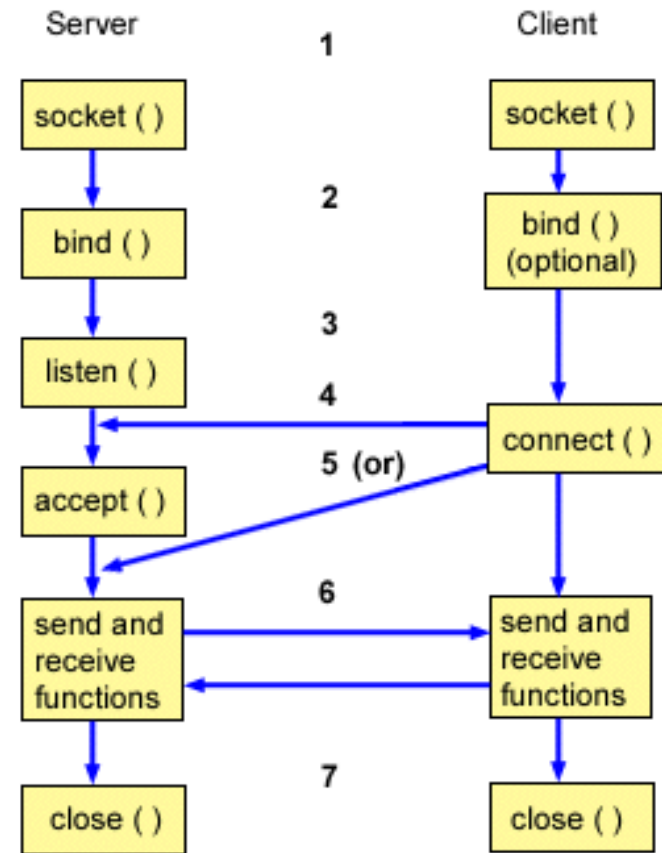 Server
1
Client
socket ( )
socket ( )
2
bind ( )
bind ( )
(optional)
3
listen ( )
4
connect ( )
5 (or)
accept ( )
6
send and
receive
functions
send and
receive
functions
7
close ( )
close ( )